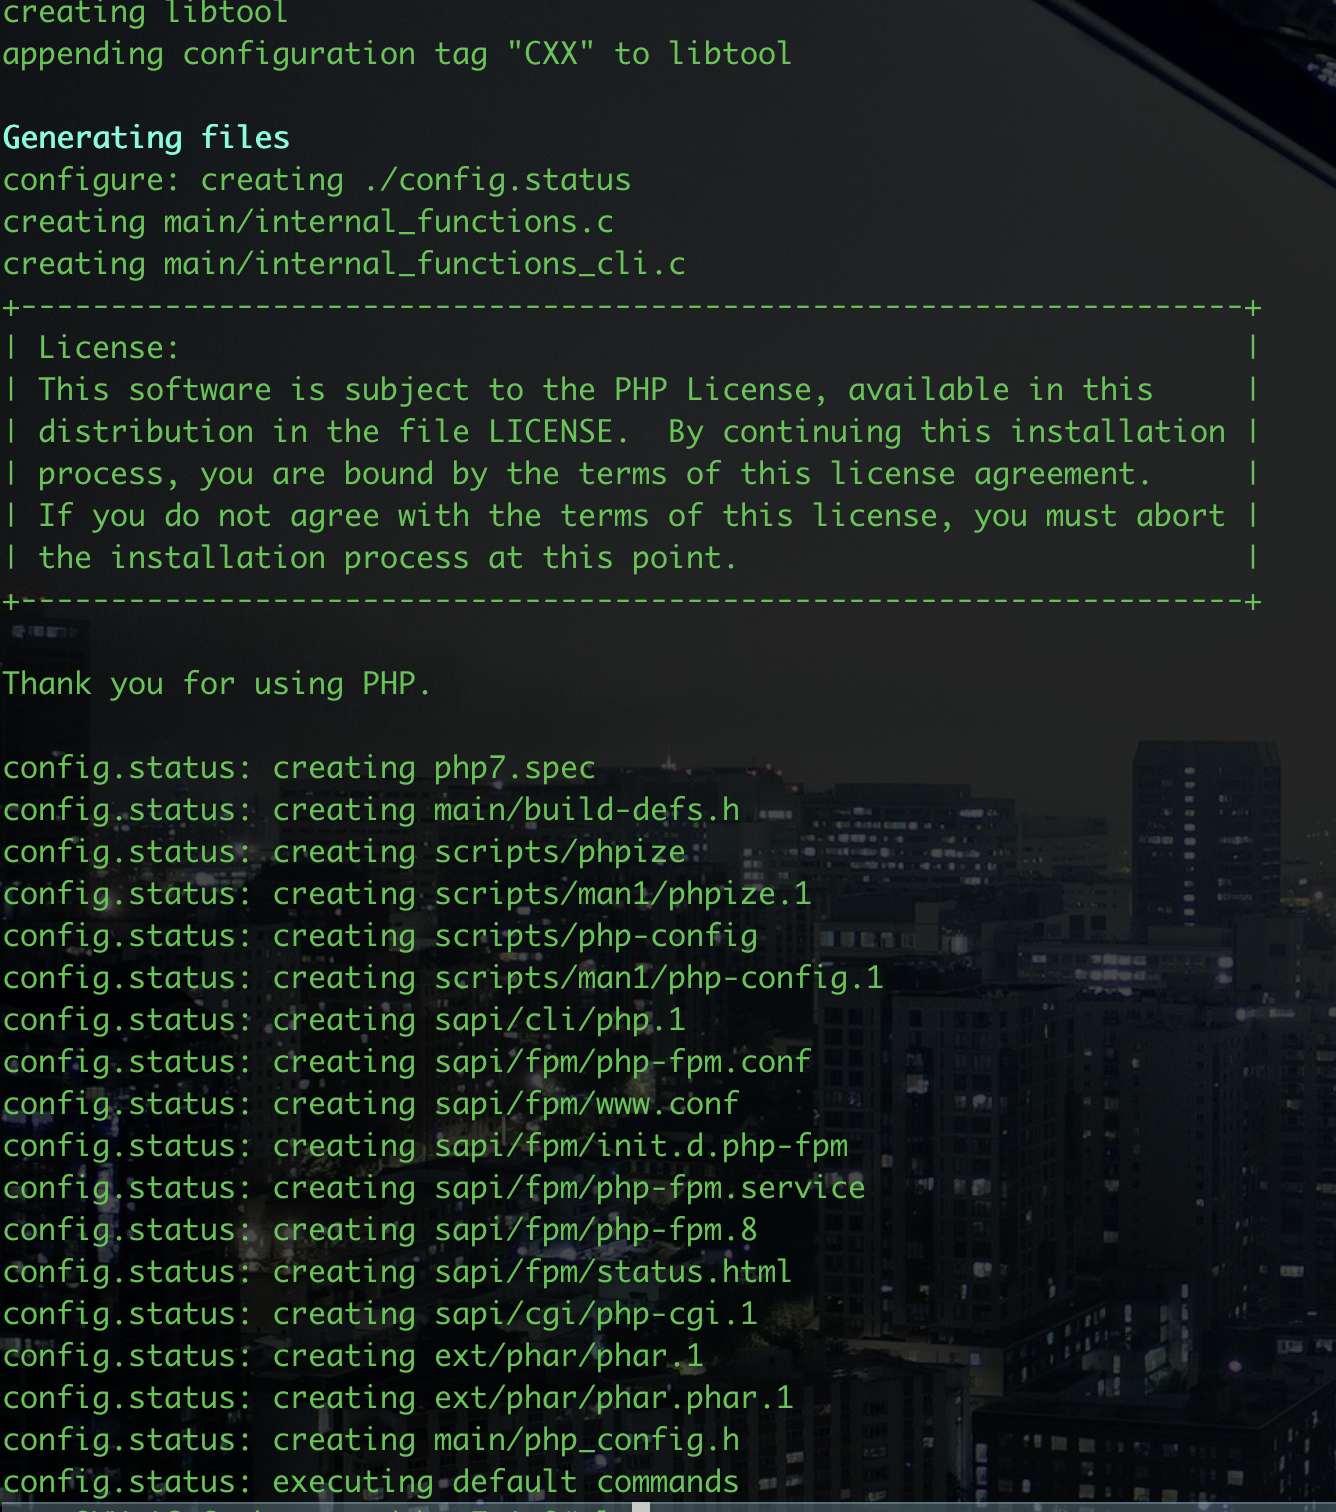 creating libtool
appending configuration tag "CXX" to libtool
Generating files
configure: creating ./config.status
creating main/internal_functions.c
creating main/internal_functions_cli.c
+--------------------------------------------------------------------+
| License:                                                           |
| This software is subject to the PHP License, available in this     |
| distribution in the file LICENSE.  By continuing this installation |
| process, you are bound by the terms of this license agreement.     |
| If you do not agree with the terms of this license, you must abort |
| the installation process at this point.                            |
+--------------------------------------------------------------------+
Thank you for using PHP.
config.status: creating php7.spec
config.status: creating main/build-defs.h
config.status: creating scripts/phpize
config.status: creating scripts/man1/phpize.1
config.status: creating scripts/php-config
config.status: creating scripts/man1/php-config.1
config.status: creating sapi/cli/php.1
config.status: creating sapi/fpm/php-fpm.conf
config.status: creating sapi/fpm/www.conf
config.status: creating sapi/fpm/init.d.php-fpm
config.status: creating sapi/fpm/php-fpm.service
config.status: creating sapi/fpm/php-fpm.8
config.status: creating sapi/fpm/status.html
config.status: creating sapi/cgi/php-cgi.1
config.status: creating ext/phar/phar.1
config.status: creating ext/phar/phar.phar.1
config.status: creating main/php_config.h
config.status: executing default commands